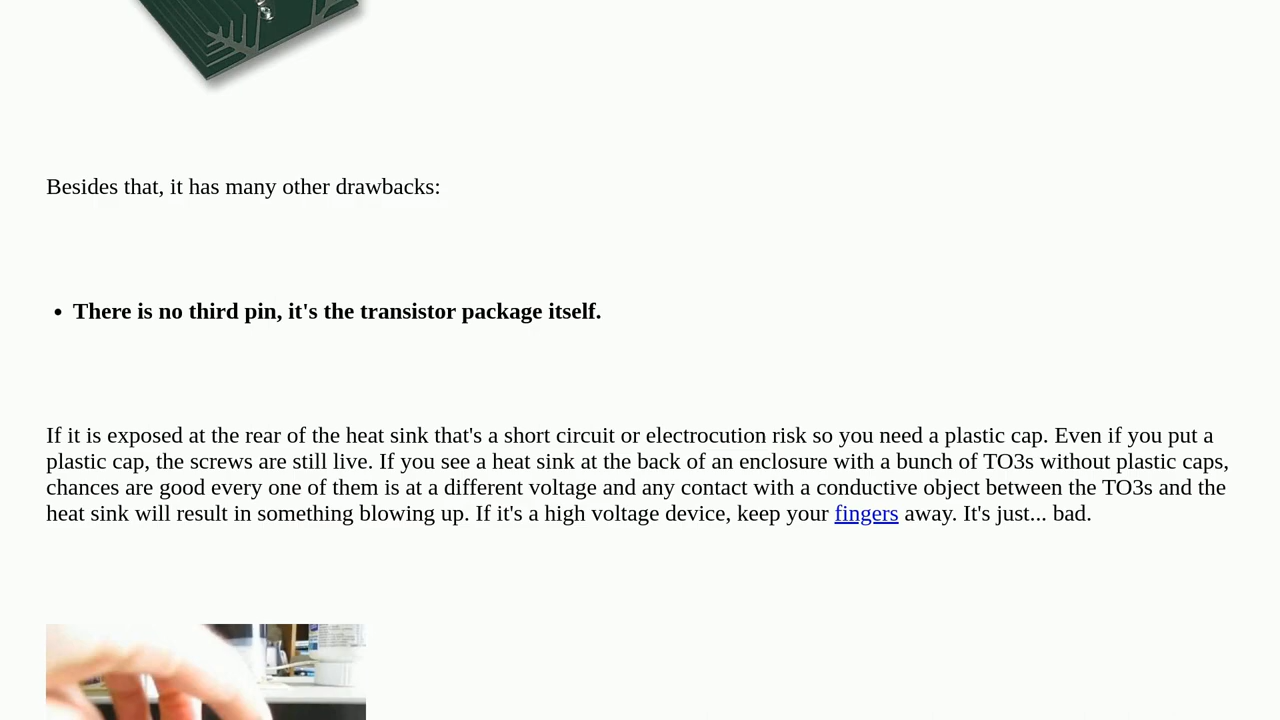 Besides that, it has many other drawbacks:
• There is no third pin, it's the transistor package itself.
If it is exposed at the rear of the heat sink that's a short circuit or electrocution risk so you need a plastic cap. Even if you put a
plastic cap, the screws are still live. If you see a heat sink at the back of an enclosure with a bunch of TO3s without plastic caps,
chances are good every one of them is at a different voltage and any contact with a conductive object between the TO3s and the
heat sink will result in something blowing up. If it's a high voltage device, keep your fingers away. It's just... bad.